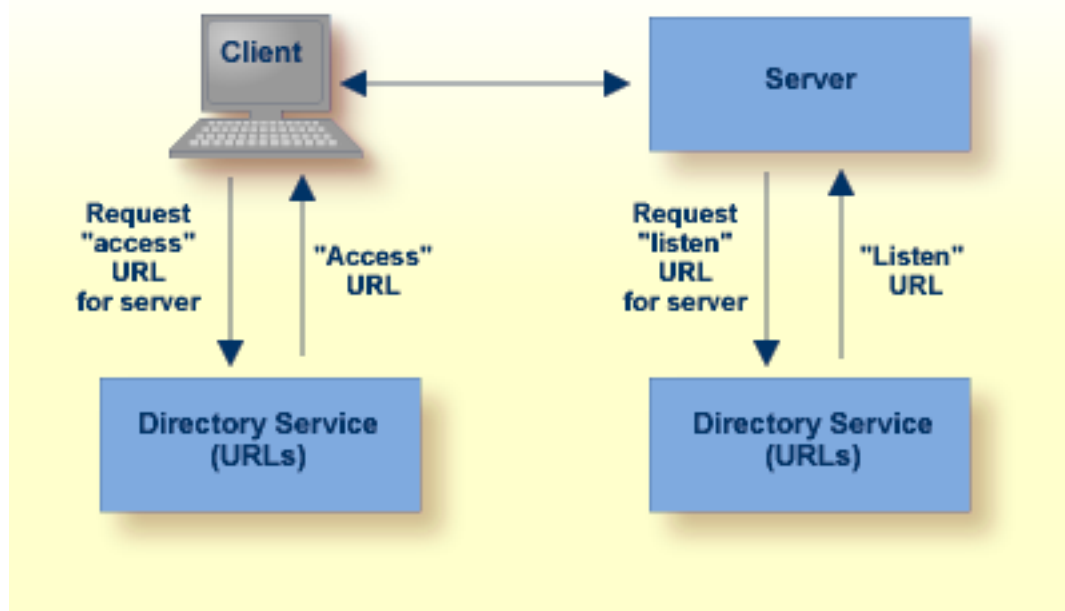 Client
Server
Request
"access"
URL
for server
"Access"
URL
Request
"listen"
URL
for server
"Listen"
URL
Directory Service
(URLs)
Directory Service
(URLs)